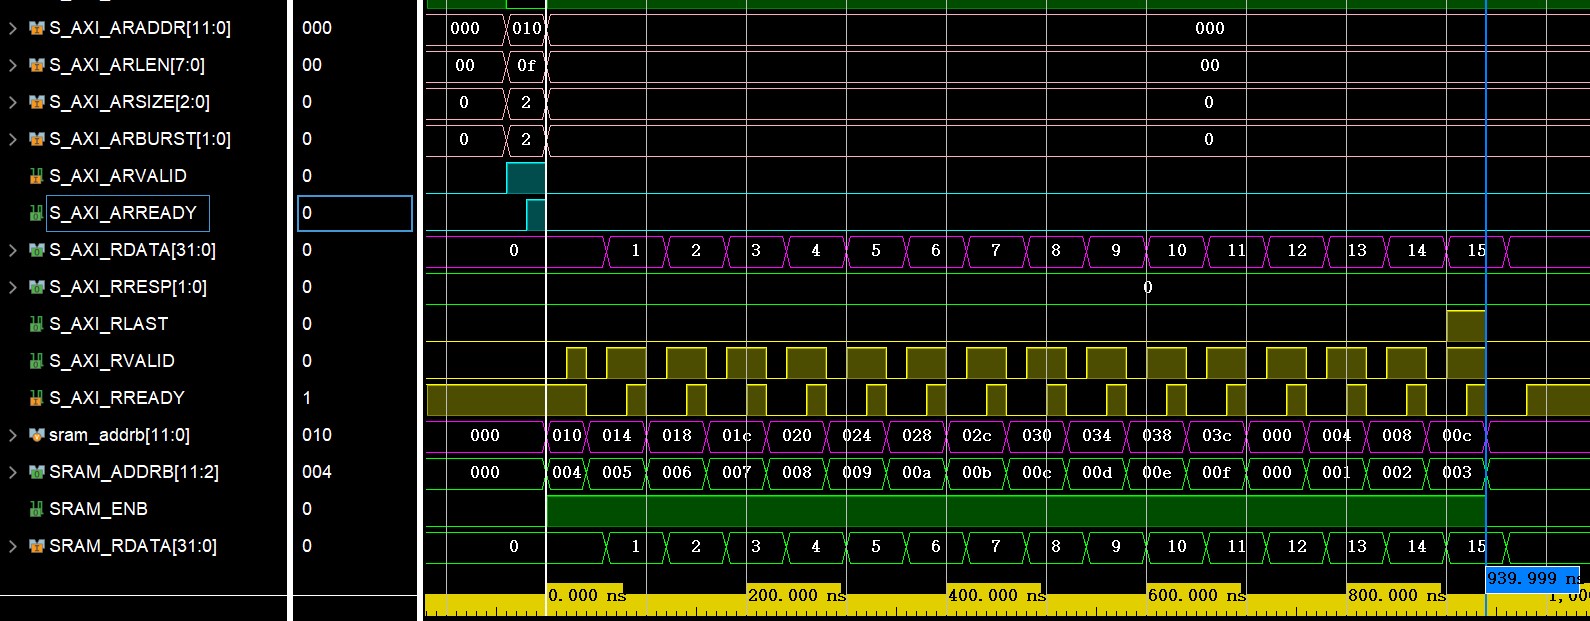 S_AXI_ARADDR[11:0] 000 000 010 000
S_AXI_ARLEN[7:0] 00 00 0f 00
S_AXI_ARSIZE[2:0] 0 0 2 0
S_AXI_ARBURST[1:0] 0 0 2 0
S_AXI_ARVALID 0
S_AXI_ARREADY 0
S_AXI_RDATA[31:0] 0 0 1 2 3 4 5 6 7 8 9 10 11 12 13 14 15
S_AXI_RRESP[1:0] 0 0
S_AXI_RLAST 0
S_AXI_RVALID 0
S_AXI_RREADY 1
sram_addrb[11:0] 010 000 010 014 018 01c 020 024 028 02c 030 034 038 03c 000 004 008 00c
SRAM_ADDRB[11:2] 004 000 004 005 006 007 008 009 00a 00b 00c 00d 00e 00f 000 001 002 003
SRAM_ENB 0
SRAM_RDATA[31:0] 0 0 1 2 3 4 5 6 7 8 9 10 11 12 13 14 15
939.999 ns
0.000 ns 200.000 ns 400.000 ns 600.000 ns 800.000 ns